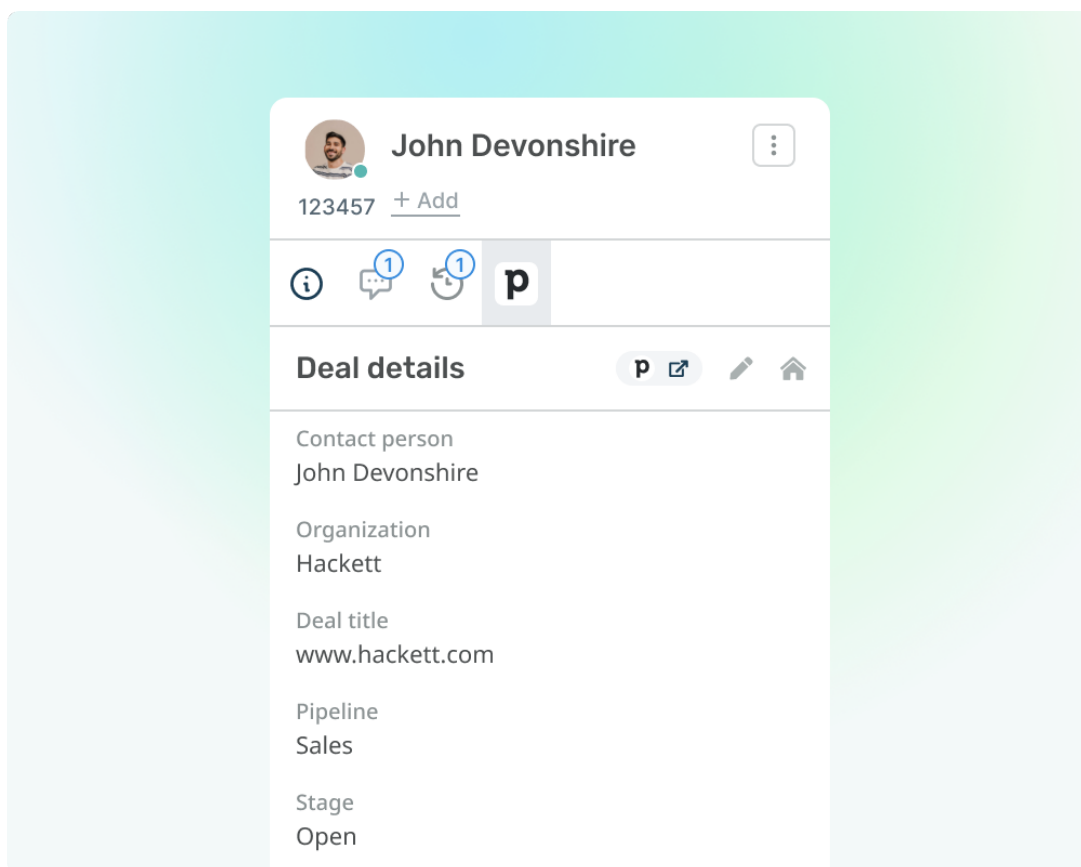 John Devonshire
123457 + Add
1 1 p
Deal details p
Contact person
John Devonshire
Organization
Hackett
Deal title
www.hackett.com
Pipeline
Sales
Stage
Open